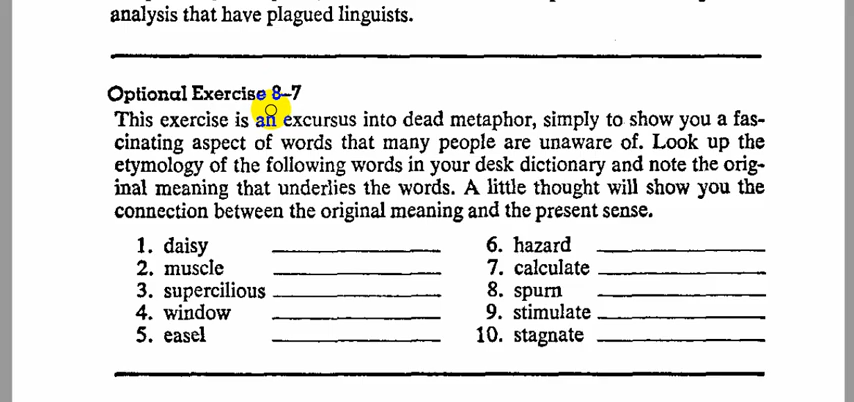 analysis that have plagued linguists.
Optional Exercise 8–7
This exercise is an excursus into dead metaphor, simply to show you a fas-
cinating aspect of words that many people are unaware of. Look up the
etymology of the following words in your desk dictionary and note the orig-
inal meaning that underlies the words. A little thought will show you the
connection between the original meaning and the present sense.
1. daisy
2. muscle
3. supercilious
4. window
5. easel
6. hazard
7. calculate
8. spurn
9. stimulate
10. stagnate